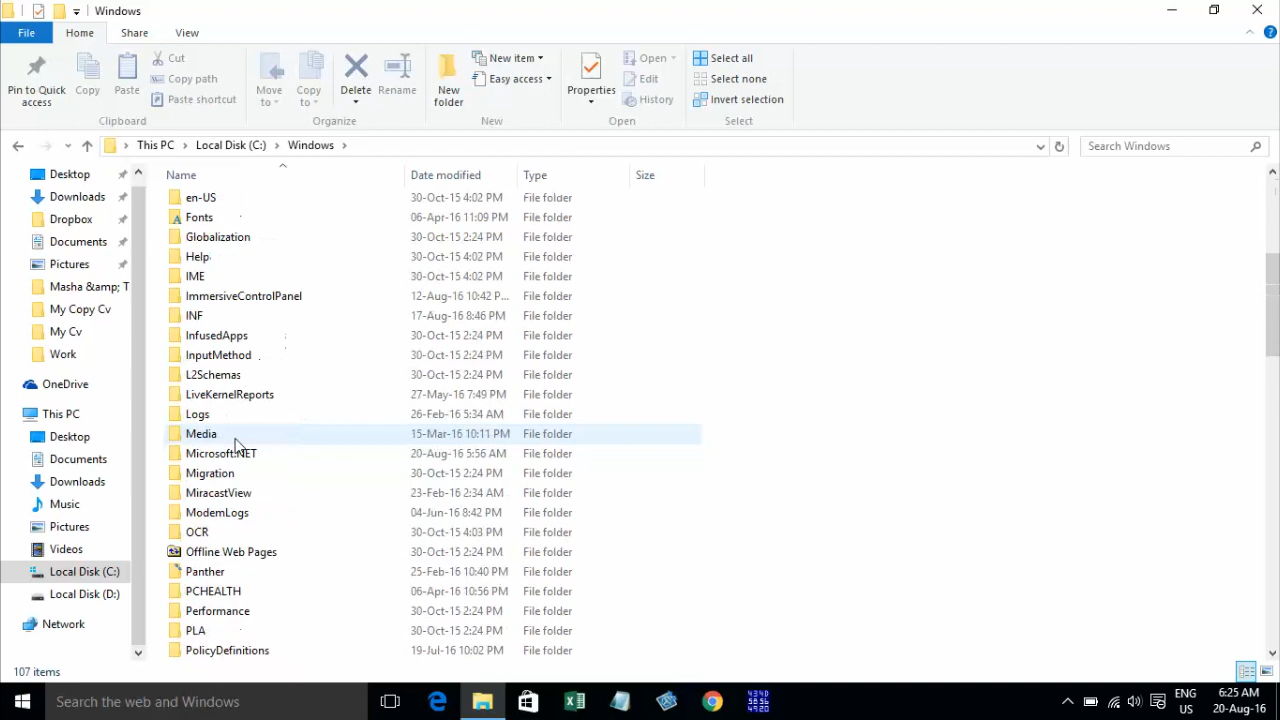 Windows
File Home Share View
Pin to Quick access
Copy
Paste
Cut
Copy path
Paste shortcut
Clipboard
Move to
Copy to
Delete
Rename
Organize
New folder
New item
Easy access
New
Properties
Open
Edit
History
Open
Select all
Select none
Invert selection
Select
This PC > Local Disk (C:) > Windows >
Search Windows
Desktop
Downloads
Dropbox
Documents
Pictures
Masha &amp; T
My Copy Cv
My Cv
Work
OneDrive
This PC
Desktop
Documents
Downloads
Music
Pictures
Videos
Local Disk (C:)
Local Disk (D:)
Network
Name Date modified Type Size
en-US 30-Oct-15 4:02 PM File folder
Fonts 06-Apr-16 11:09 PM File folder
Globalization 30-Oct-15 2:24 PM File folder
Help 30-Oct-15 4:02 PM File folder
IME 30-Oct-15 4:02 PM File folder
ImmersiveControlPanel 12-Aug-16 10:42 P... File folder
INF 17-Aug-16 8:46 PM File folder
InfusedApps 30-Oct-15 2:24 PM File folder
InputMethod 30-Oct-15 2:24 PM File folder
L2Schemas 30-Oct-15 2:24 PM File folder
LiveKernelReports 27-May-16 7:49 PM File folder
Logs 26-Feb-16 5:34 AM File folder
Media 15-Mar-16 10:11 PM File folder
Microsoft.NET 20-Aug-16 5:56 AM File folder
Migration 30-Oct-15 2:24 PM File folder
MiracastView 23-Feb-16 2:34 AM File folder
ModemLogs 04-Jun-16 8:42 PM File folder
OCR 30-Oct-15 4:03 PM File folder
Offline Web Pages 30-Oct-15 2:24 PM File folder
Panther 25-Feb-16 10:40 PM File folder
PCHEALTH 06-Apr-16 10:56 PM File folder
Performance 30-Oct-15 2:24 PM File folder
PLA 30-Oct-15 2:24 PM File folder
PolicyDefinitions 19-Jul-16 10:02 PM File folder
107 items
Search the web and Windows
ENG
US
6:25 AM
20-Aug-16